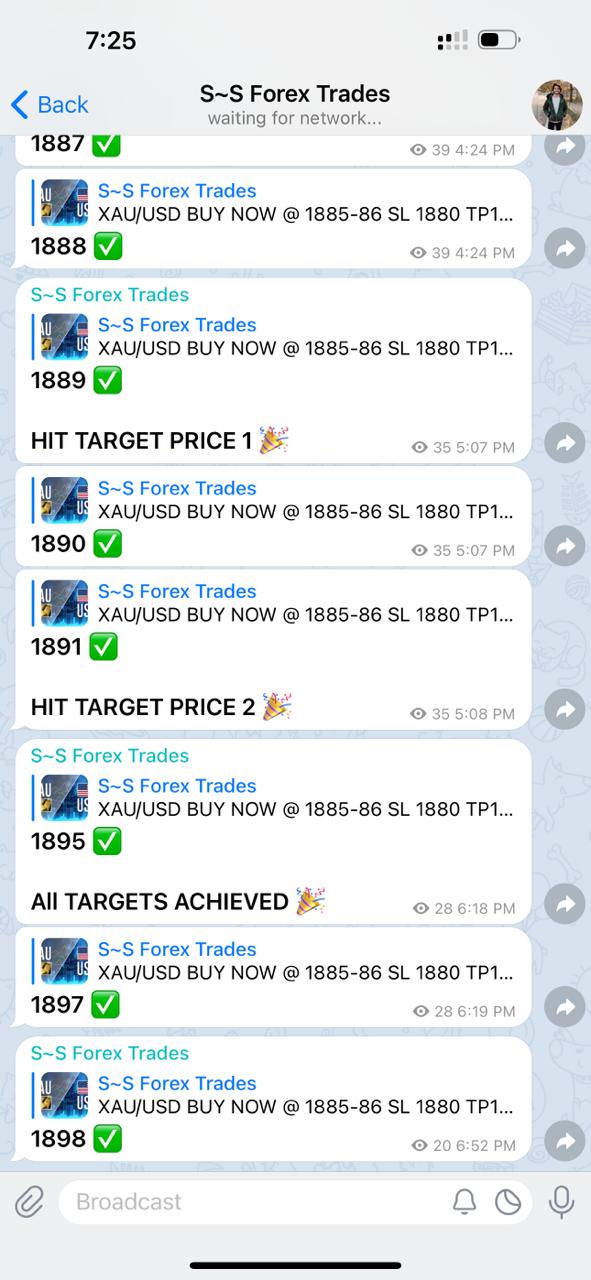 7:25
Back
S~S Forex Trades
waiting for network...
1887 ✅
39 4:24 PM
S~S Forex Trades
XAU/USD BUY NOW @ 1885-86 SL 1880 TP1...
1888 ✅
39 4:24 PM
S~S Forex Trades
S~S Forex Trades
XAU/USD BUY NOW @ 1885-86 SL 1880 TP1...
1889 ✅
HIT TARGET PRICE 1 🎉
35 5:07 PM
S~S Forex Trades
XAU/USD BUY NOW @ 1885-86 SL 1880 TP1...
1890 ✅
35 5:07 PM
S~S Forex Trades
XAU/USD BUY NOW @ 1885-86 SL 1880 TP1...
1891 ✅
HIT TARGET PRICE 2 🎉
35 5:08 PM
S~S Forex Trades
S~S Forex Trades
XAU/USD BUY NOW @ 1885-86 SL 1880 TP1...
1895 ✅
All TARGETS ACHIEVED 🎉
28 6:18 PM
S~S Forex Trades
XAU/USD BUY NOW @ 1885-86 SL 1880 TP1...
1897 ✅
28 6:19 PM
S~S Forex Trades
S~S Forex Trades
XAU/USD BUY NOW @ 1885-86 SL 1880 TP1...
1898 ✅
20 6:52 PM
Broadcast